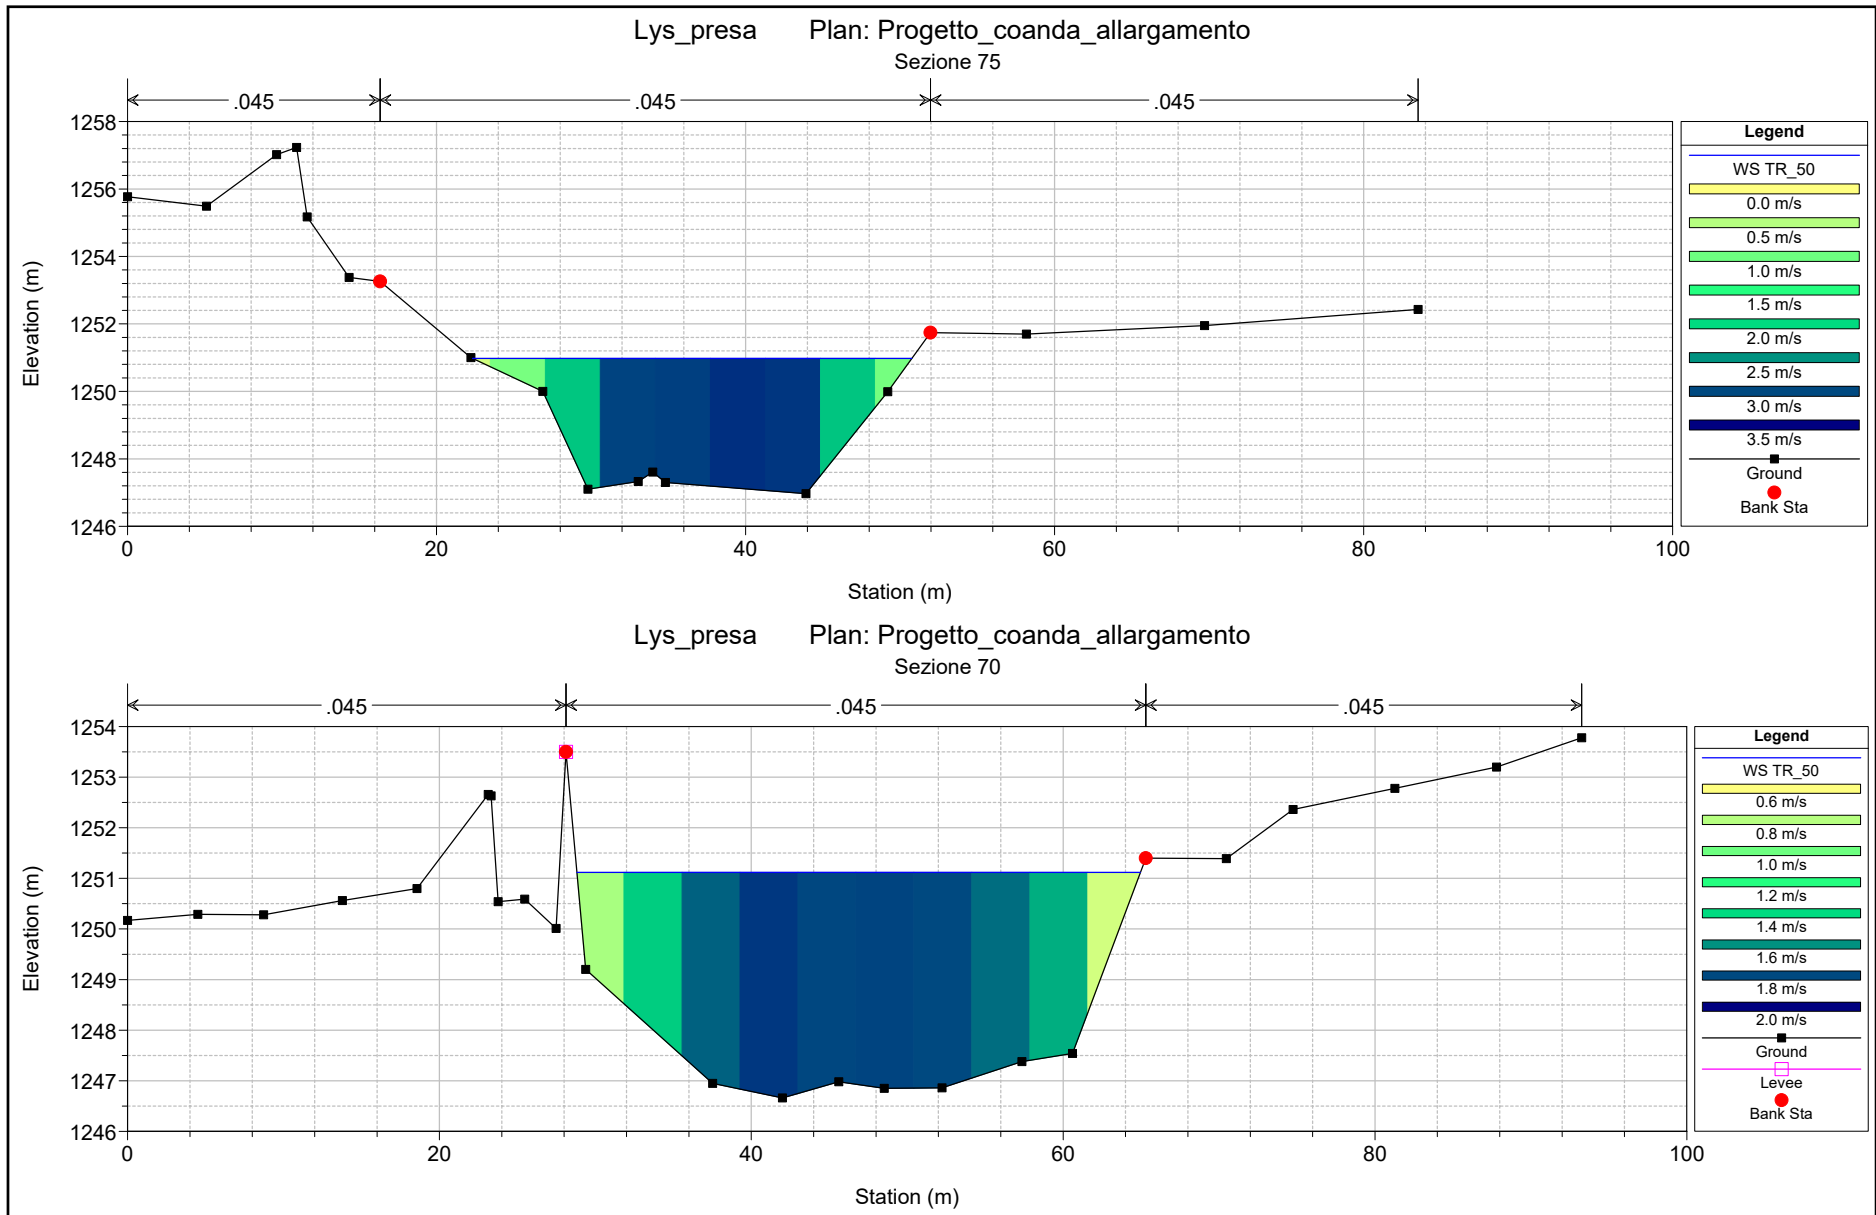 Lys_presa Plan: Progetto_coanda_allargamento
Sezione 75
.045 .045 .045
Elevation (m)
1258
1256
1254
1252
1250
1248
1246
0 20 40 60 80 100
Station (m)
Legend
WS TR_50
0.0 m/s
0.5 m/s
1.0 m/s
1.5 m/s
2.0 m/s
2.5 m/s
3.0 m/s
3.5 m/s
Ground
Bank Sta
Lys_presa Plan: Progetto_coanda_allargamento
Sezione 70
.045 .045 .045
Elevation (m)
1254
1253
1252
1251
1250
1249
1248
1247
1246
0 20 40 60 80 100
Station (m)
Legend
WS TR_50
0.6 m/s
0.8 m/s
1.0 m/s
1.2 m/s
1.4 m/s
1.6 m/s
1.8 m/s
2.0 m/s
Ground
Levee
Bank Sta